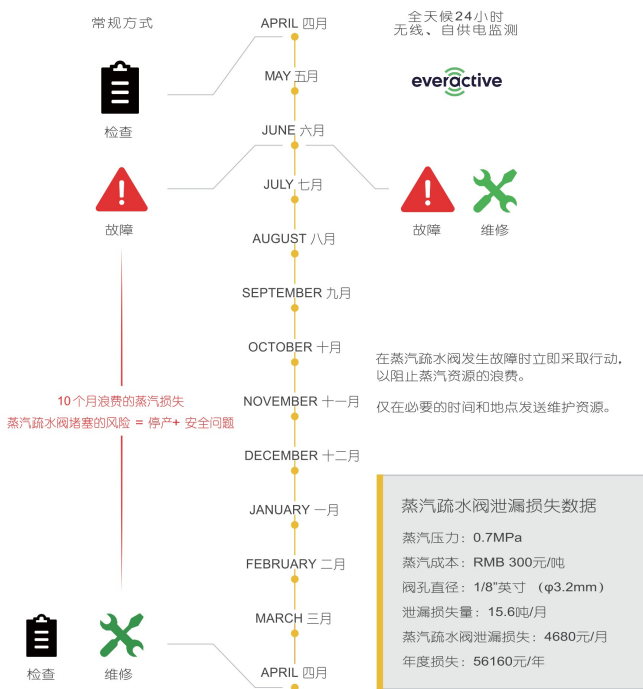 常规方式
全天候24小时
无线、自供电监测
everactive
APRIL 四月
MAY 五月
检查
JUNE 六月
故障
故障
维修
JULY 七月
AUGUST 八月
SEPTEMBER 九月
OCTOBER 十月
在蒸汽疏水阀发生故障时立即采取行动，
以阻止蒸汽资源的浪费。
10个月浪费的蒸汽损失
蒸汽疏水阀堵塞的风险 = 停产+ 安全问题
NOVEMBER 十一月
仅在必要的时间和地点发送维护资源。
DECEMBER 十二月
JANUARY 一月
FEBRUARY 二月
MARCH 三月
APRIL 四月
检查
维修
蒸汽疏水阀泄漏损失数据
蒸汽压力：0.7MPa
蒸汽成本：RMB 300元/吨
阀孔直径：1/8"英寸 （φ3.2mm）
泄漏损失量：15.6吨/月
蒸汽疏水阀泄漏损失：4680元/月
年度损失：56160元/年